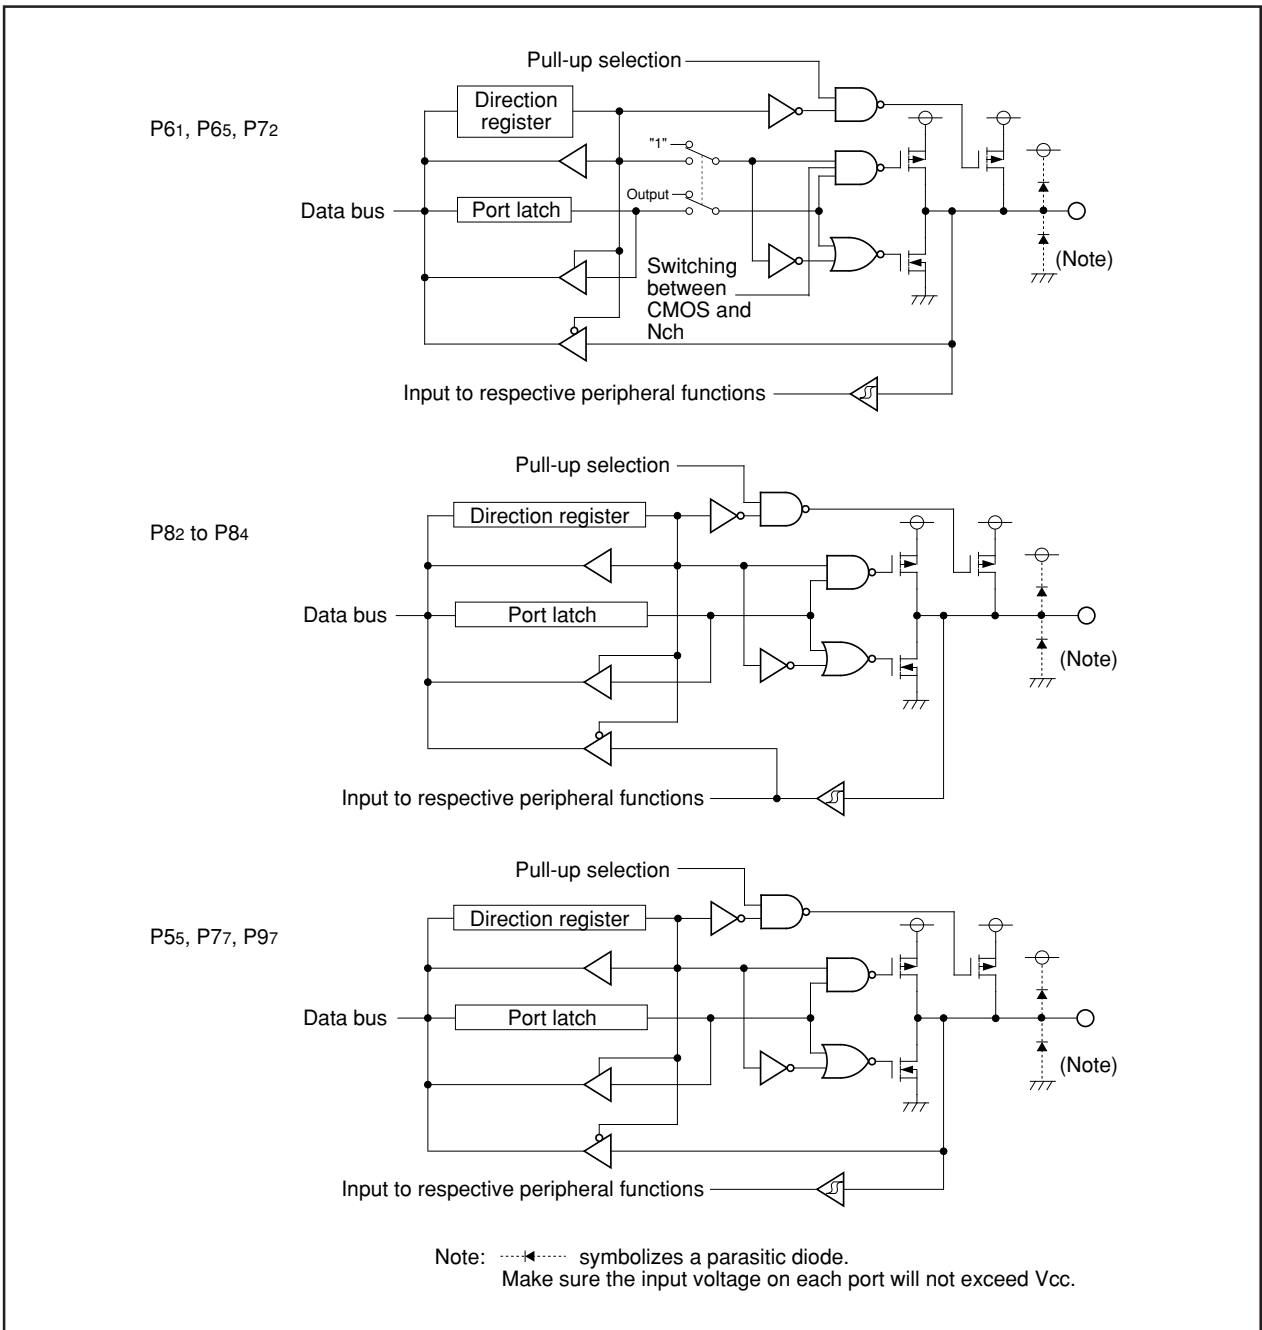 Pull-up selection
Direction
register
P61, P65, P72
"1"
Output
Data bus
Port latch
(Note)
Switching
between
CMOS and
Nch
Input to respective peripheral functions
Pull-up selection
Direction register
P82 to P84
Data bus
Port latch
(Note)
Input to respective peripheral functions
Pull-up selection
Direction register
P55, P77, P97
Data bus
Port latch
(Note)
Input to respective peripheral functions
Note: symbolizes a parasitic diode.
Make sure the input voltage on each port will not exceed Vcc.